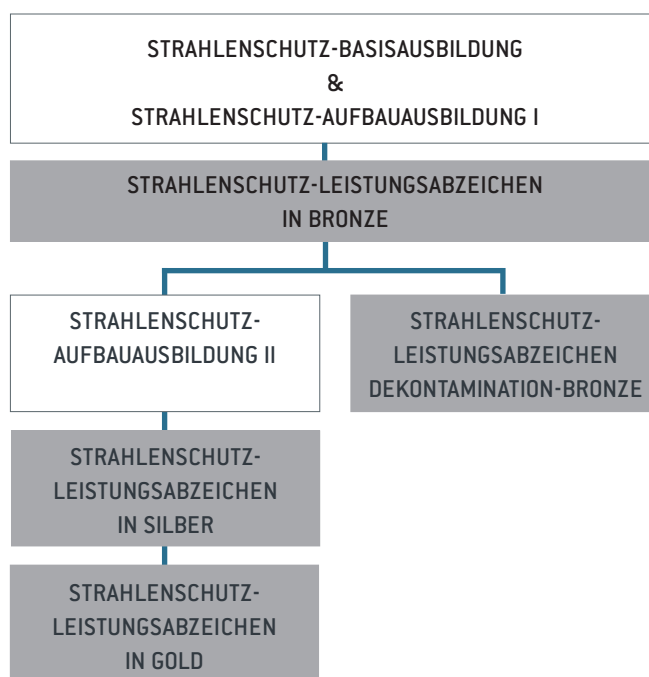 STRAHLENSCHUTZ-BASISAUSBILDUNG
&
STRAHLENSCHUTZ-AUFBAUAUSBILDUNG I
STRAHLENSCHUTZ-LEISTUNGSABZEICHEN
IN BRONZE
STRAHLENSCHUTZ-
AUFBAUAUSBILDUNG II
STRAHLENSCHUTZ-
LEISTUNGSABZEICHEN
DEKONTAMINATION-BRONZE
STRAHLENSCHUTZ-
LEISTUNGSABZEICHEN
IN SILBER
STRAHLENSCHUTZ-
LEISTUNGSABZEICHEN
IN GOLD